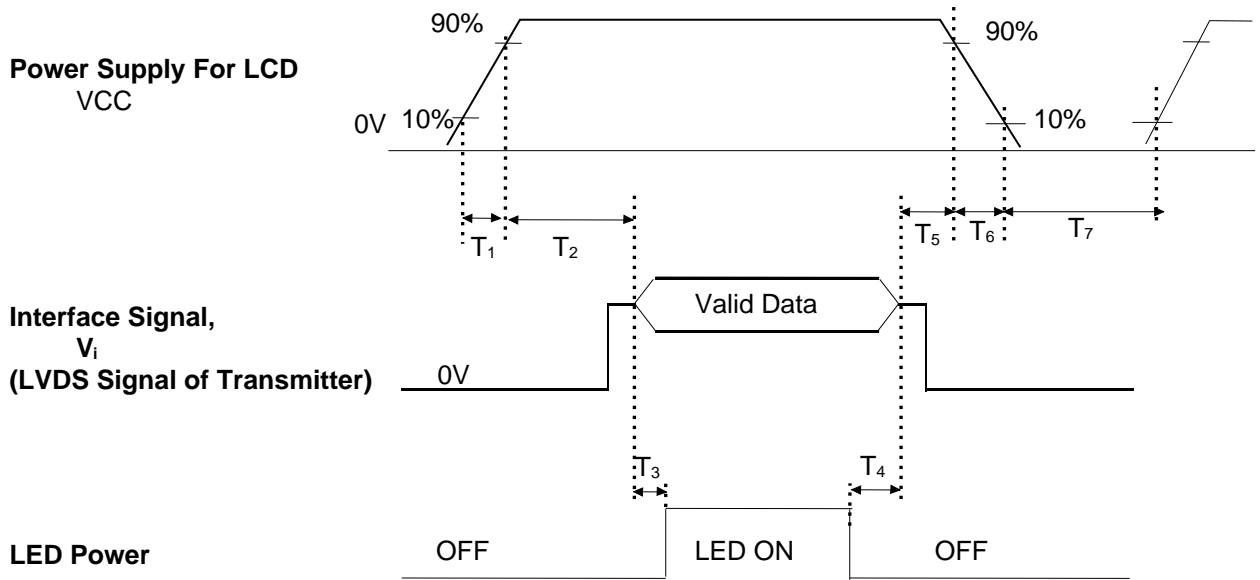 90%
90%
Power Supply For LCD
VCC
0V
10%
10%
T₁
T₂
T₅
T₆
T₇
Valid Data
Interface Signal,
Vᵢ
(LVDS Signal of Transmitter)
0V
T₃
T₄
LED Power
OFF
LED ON
OFF